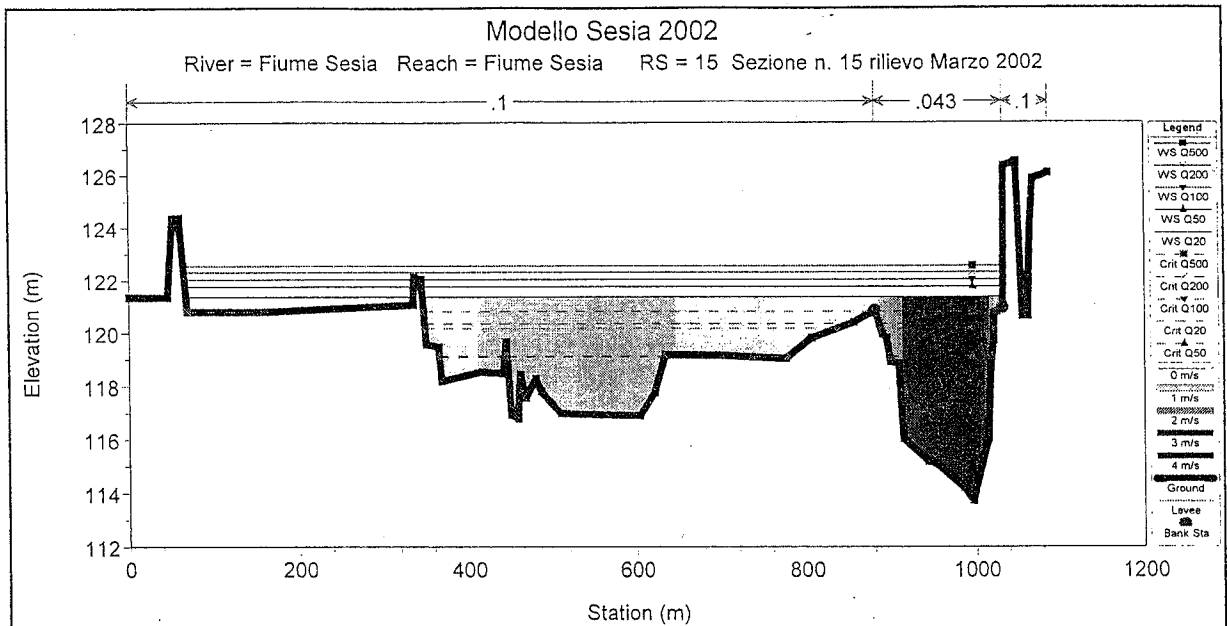 Modello Sesia 2002
River = Fiume Sesia Reach = Fiume Sesia RS = 15 Sezione n. 15 rilievo Marzo 2002
.1 .043 .1
128
126
124
122
120
118
116
114
112
Elevation (m)
0 200 400 600 800 1000 1200
Station (m)
Legend
WS Q500
WS Q200
WS Q100
WS Q50
WS Q20
Crit Q500
Crit Q200
Crit Q100
Crit Q20
Crit Q50
0 m/s
1 m/s
2 m/s
3 m/s
4 m/s
Ground
Levee
Bank Sta